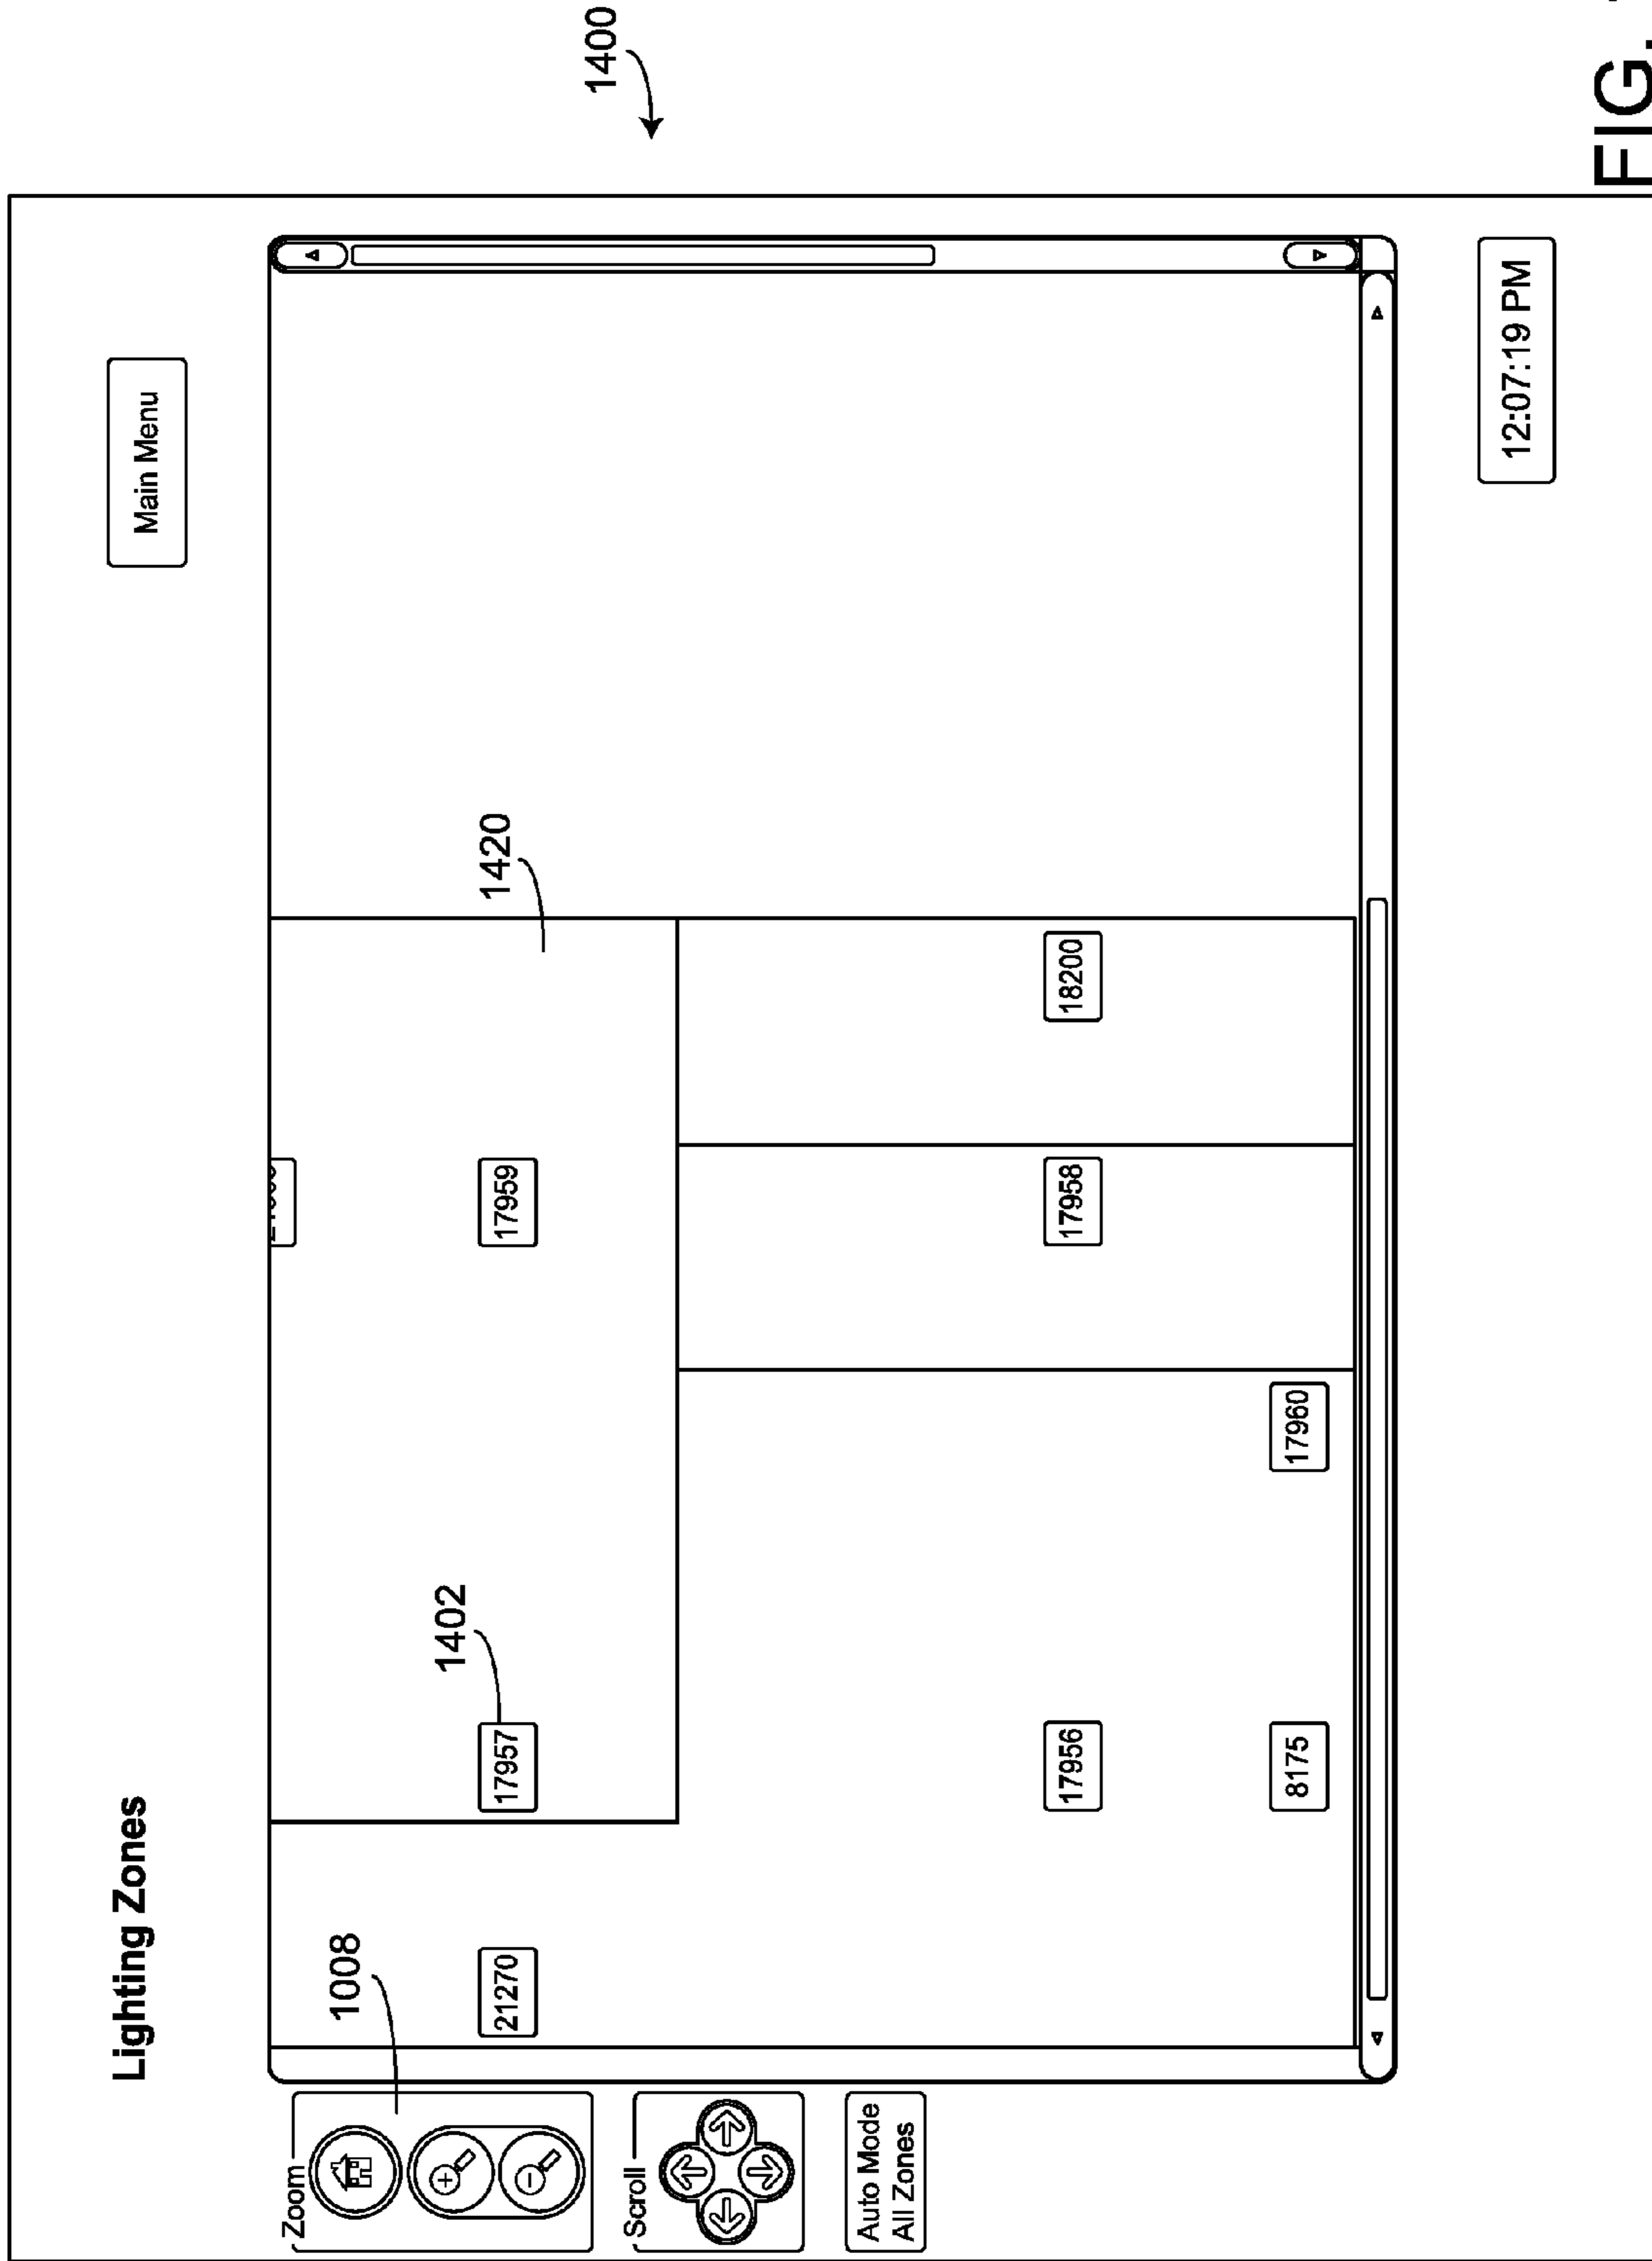 Lighting Zones
Main Menu
1400
Zoom
1008
1402
1420
21270
17957
17959
Scroll
17956
17958
18200
Auto Mode
All Zones
8175
17960
12:07:19 PM
FIG.